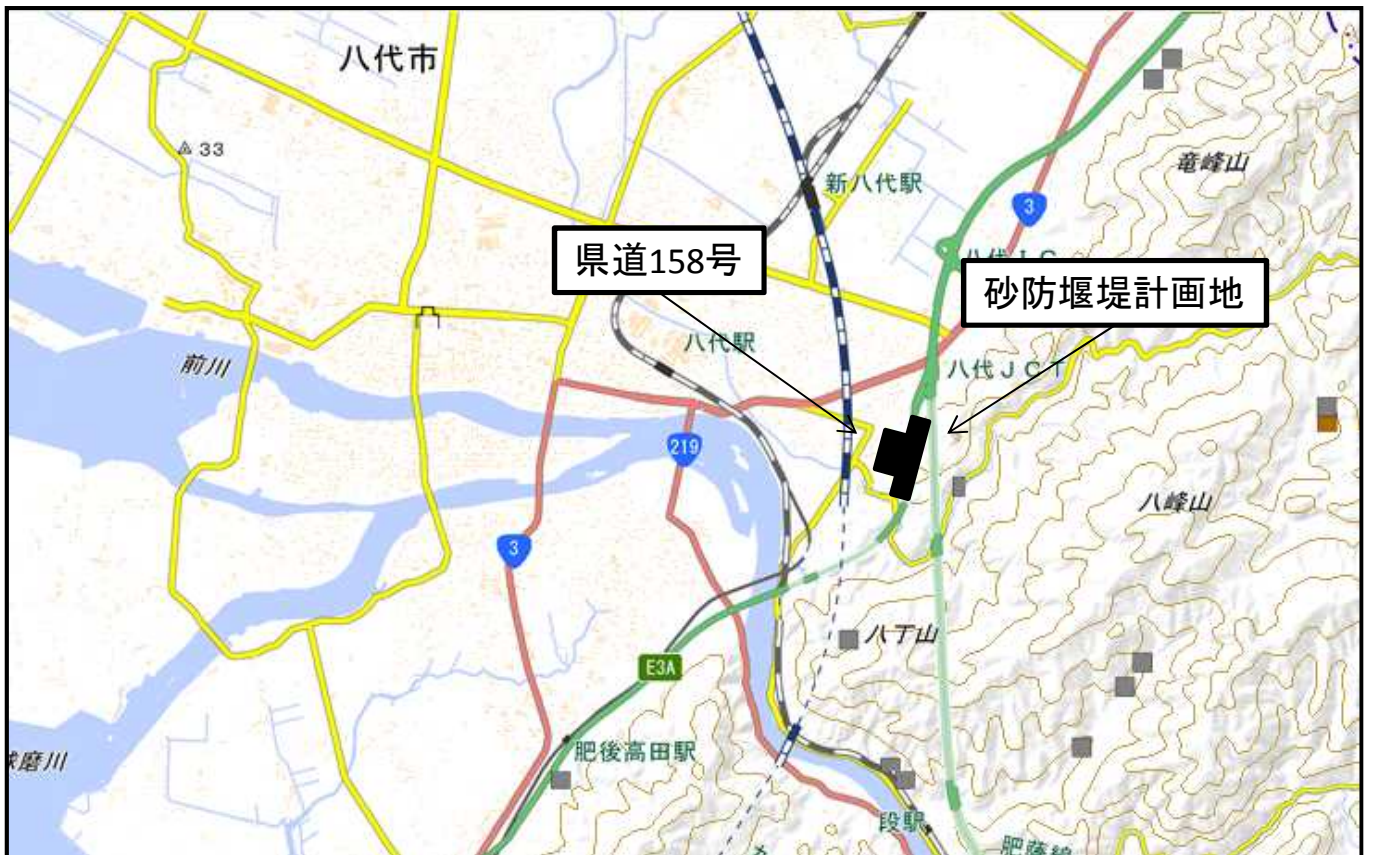 八代市
33
竜峰山
新八代駅
3
県道158号
八代IC
砂防堰堤計画地
八代駅
前川
八代JCT
219
八峰山
3
八丁山
E3A
肥後高田駅
球磨川
段駅
肥薩線